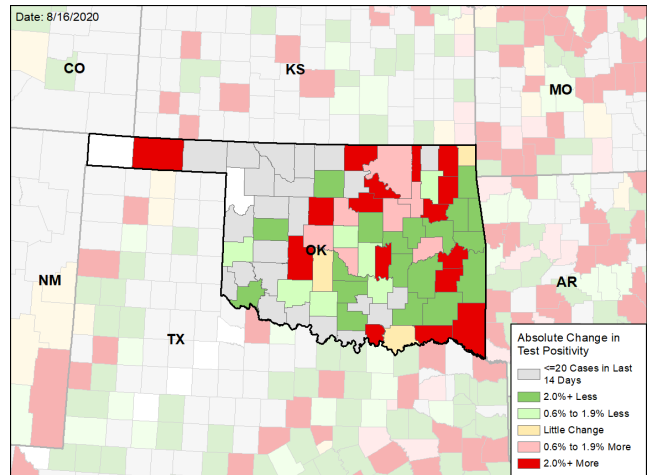 Date: 8/16/2020
CO
KS
MO
OK
NM
AR
TX
Absolute Change in
Test Positivity
<=20 Cases in Last
14 Days
2.0%+ Less
0.6% to 1.9% Less
Little Change
0.6% to 1.9% More
2.0%+ More